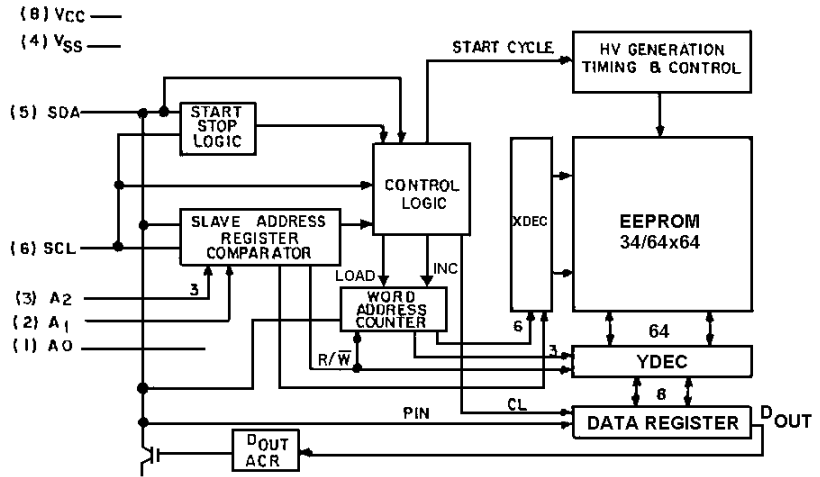 (8) VCC
(4) VSS
START CYCLE
HV GENERATION
TIMING & CONTROL
(5) SDA
START
STOP
LOGIC
CONTROL
LOGIC
XDEC
EEPROM
34/64x64
SLAVE ADDRESS
REGISTER
COMPARATOR
(6) SCL
LOAD
INC
3
(3) A2
(2) A1
(1) A0
WORD
ADDRESS
COUNTER
6
64
R/W̅
3
YDEC
8
CL
PIN
DATA REGISTER
DOUT
DOUT
ACR